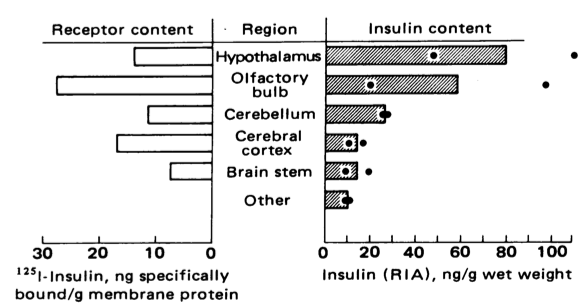 Receptor content Region Insulin content
Hypothalamus
Olfactory
bulb
Cerebellum
Cerebral
cortex
Brain stem
Other
30 20 10 0 0 20 40 60 80 100
¹²⁵I-Insulin, ng specifically
bound/g membrane protein
Insulin (RIA), ng/g wet weight